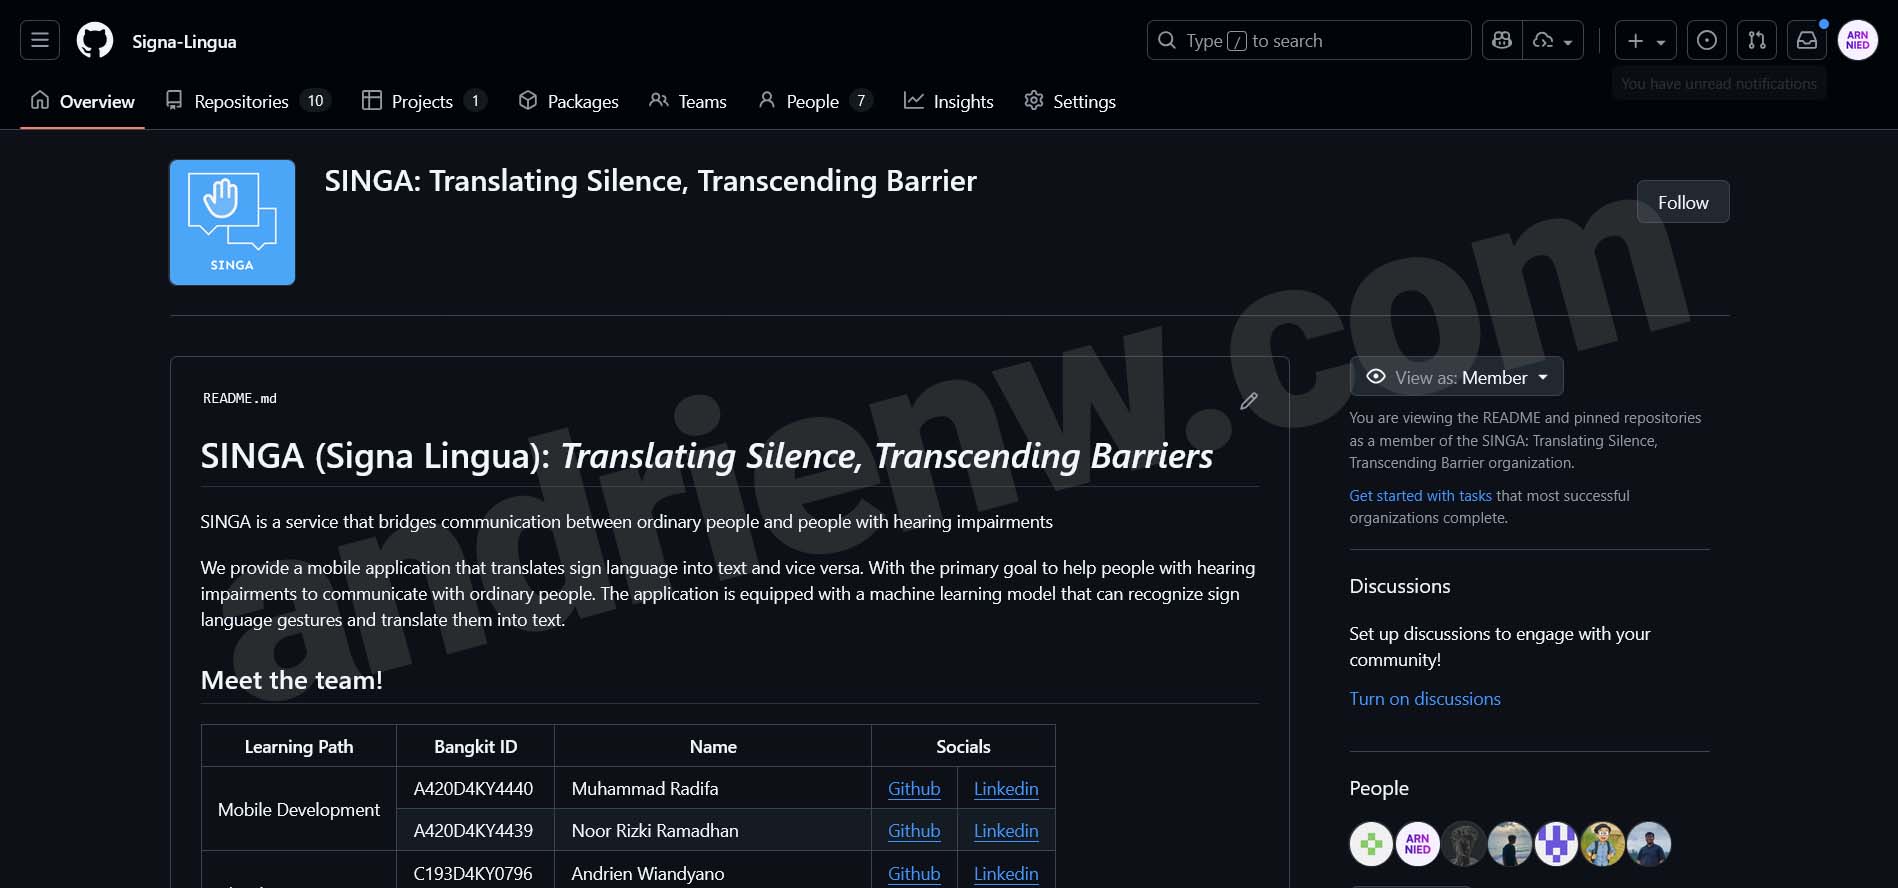 Signa-Lingua
Type / to search
You have unread notifications
ARN
NIED
Overview
Repositories 10
Projects 1
Packages
Teams
People 7
Insights
Settings
SINGA
SINGA: Translating Silence, Transcending Barrier
Follow
andrienw.com
README.md
SINGA (Signa Lingua): Translating Silence, Transcending Barriers
SINGA is a service that bridges communication between ordinary people and people with hearing impairments
We provide a mobile application that translates sign language into text and vice versa. With the primary goal to help people with hearing
impairments to communicate with ordinary people. The application is equipped with a machine learning model that can recognize sign
language gestures and translate them into text.
Meet the team!
Learning Path Bangkit ID Name Socials
Mobile Development
A420D4KY4440 Muhammad Radifa Github Linkedin
A420D4KY4439 Noor Rizki Ramadhan Github Linkedin
C193D4KY0796 Andrien Wiandyano Github Linkedin
View as: Member
You are viewing the README and pinned repositories
as a member of the SINGA: Translating Silence,
Transcending Barrier organization.
Get started with tasks that most successful
organizations complete.
Discussions
Set up discussions to engage with your
community!
Turn on discussions
People
ARN
NIED